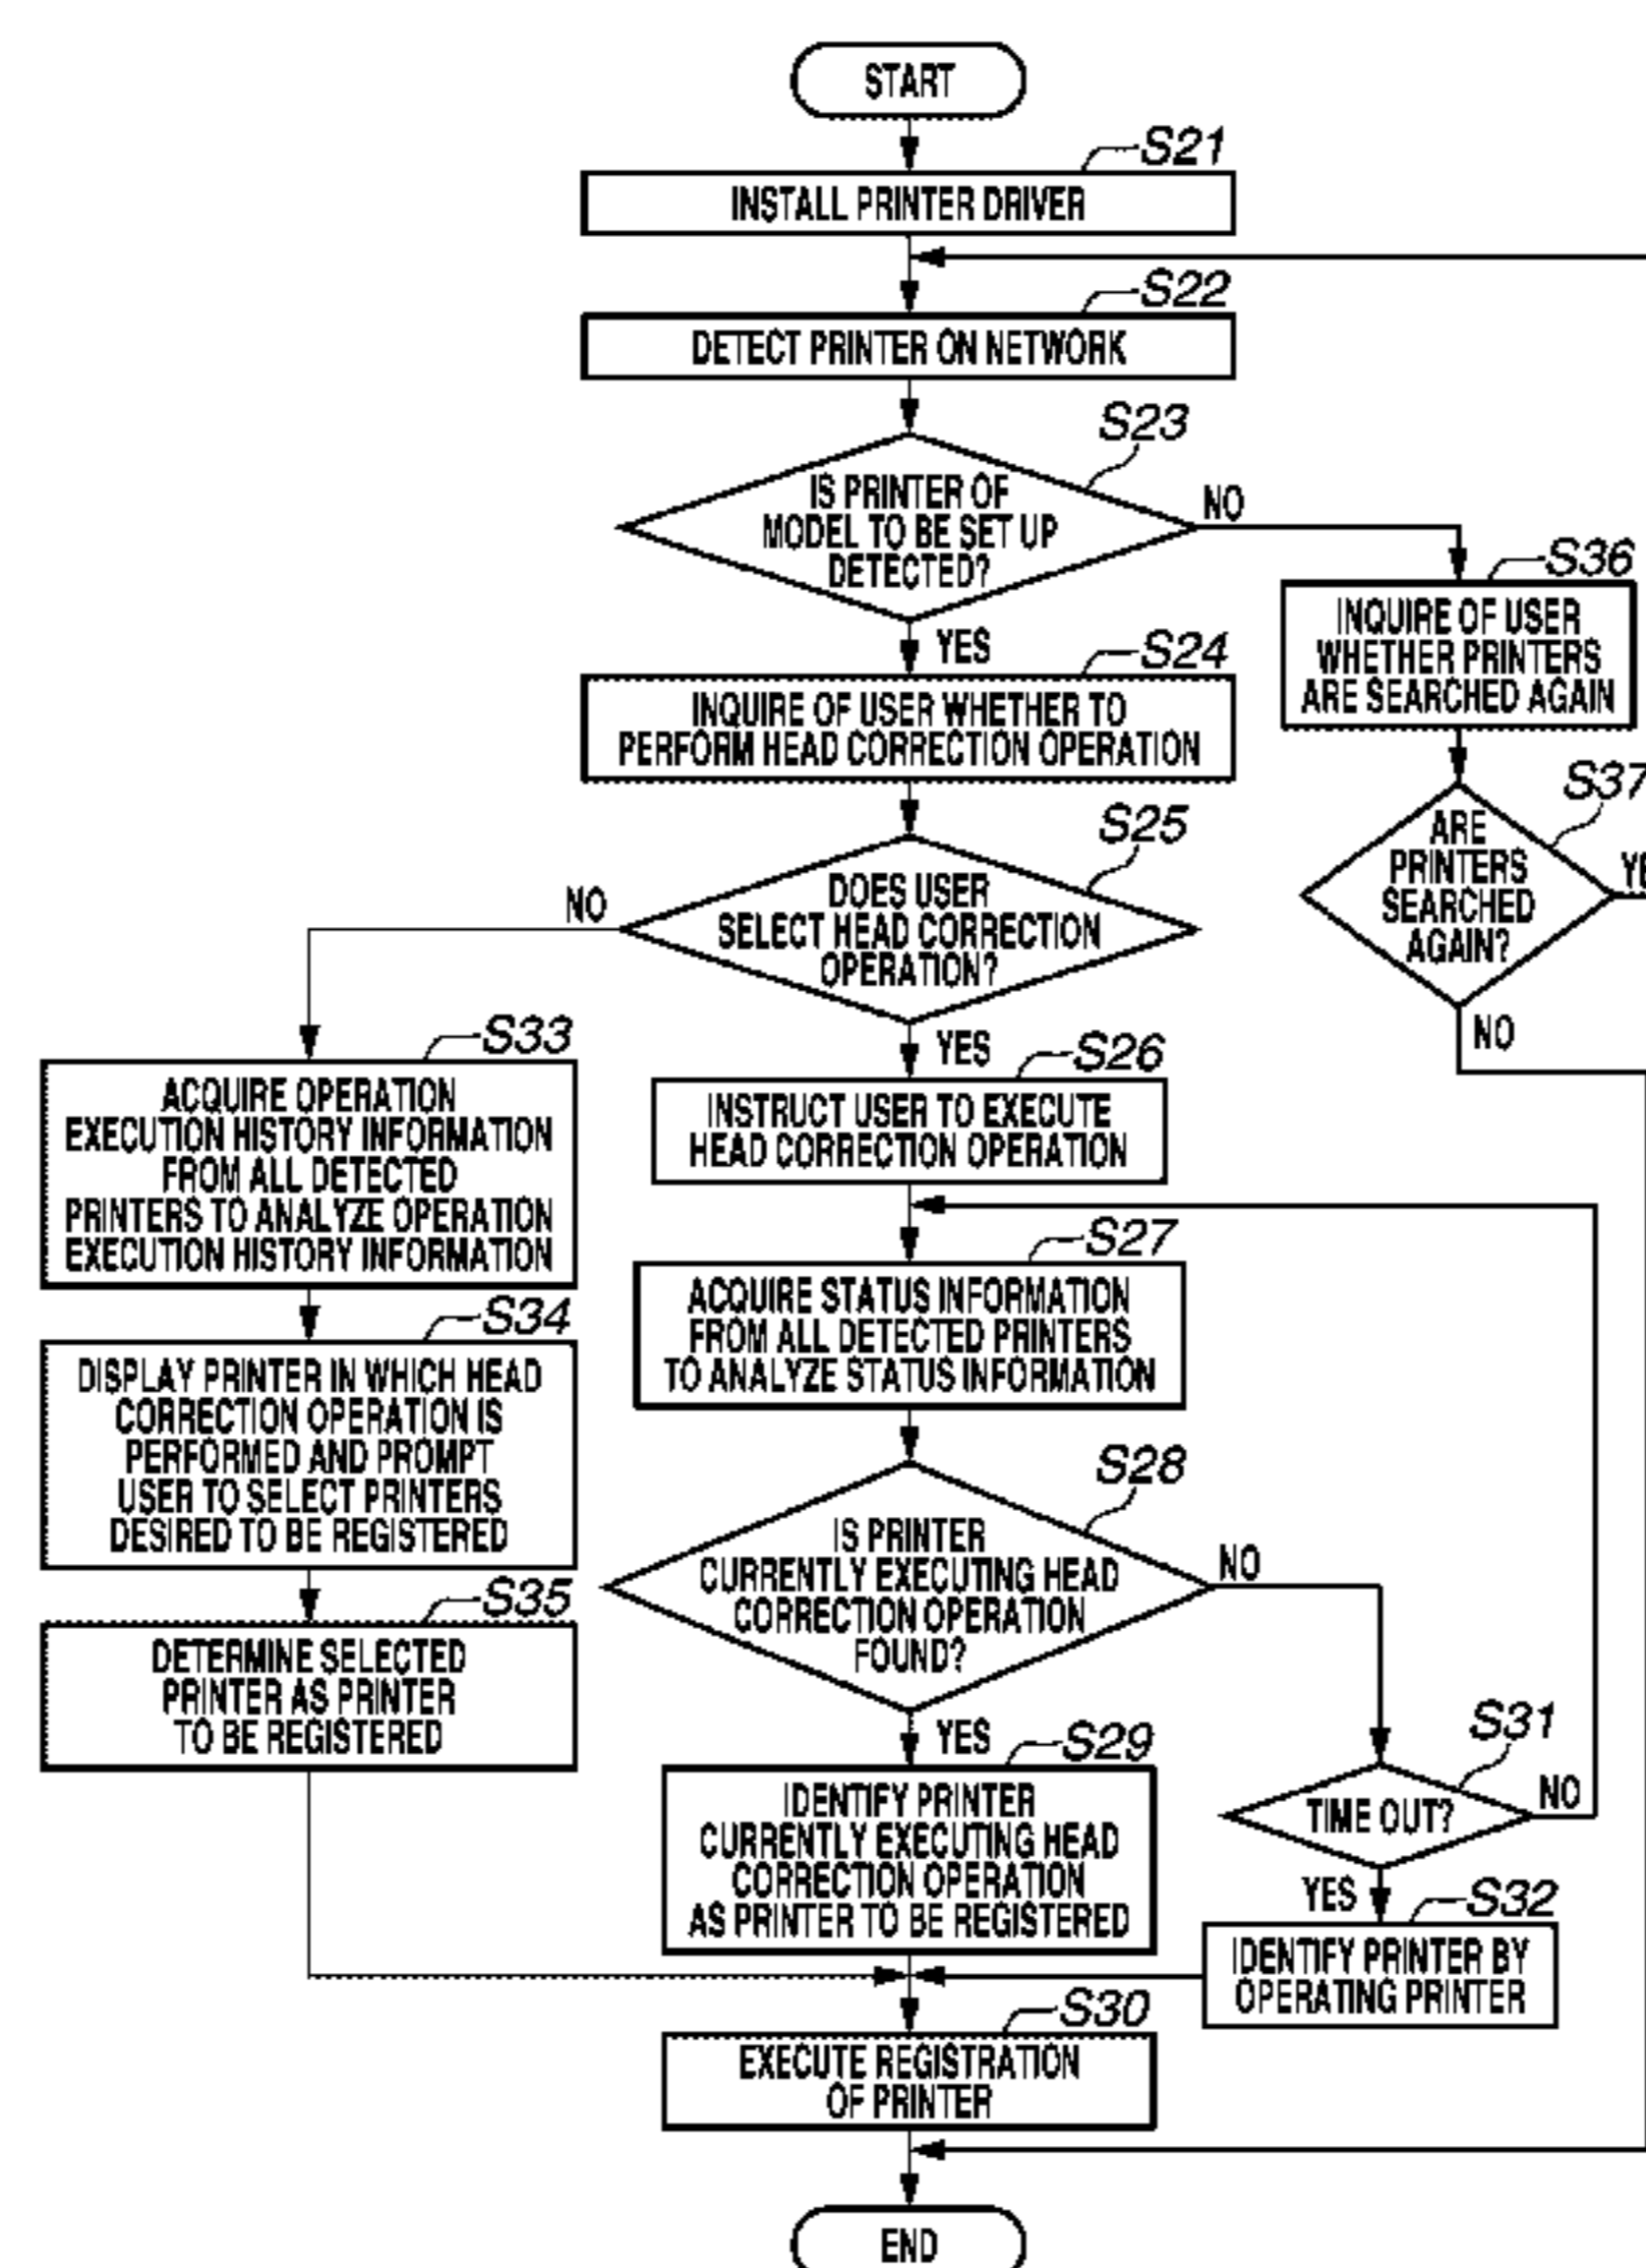 START
S21
INSTALL PRINTER DRIVER
S22
DETECT PRINTER ON NETWORK
S23
IS PRINTER OF
MODEL TO BE SET UP
DETECTED?
NO
YES
S36
INQUIRE OF USER
WHETHER PRINTERS
ARE SEARCHED AGAIN
S24
INQUIRE OF USER WHETHER TO
PERFORM HEAD CORRECTION OPERATION
S37
ARE
PRINTERS
SEARCHED
AGAIN?
YE
NO
S25
DOES USER
SELECT HEAD CORRECTION
OPERATION?
NO
YES
S33
ACQUIRE OPERATION
EXECUTION HISTORY INFORMATION
FROM ALL DETECTED
PRINTERS TO ANALYZE OPERATION
EXECUTION HISTORY INFORMATION
S26
INSTRUCT USER TO EXECUTE
HEAD CORRECTION OPERATION
S27
ACQUIRE STATUS INFORMATION
FROM ALL DETECTED PRINTERS
TO ANALYZE STATUS INFORMATION
S34
DISPLAY PRINTER IN WHICH HEAD
CORRECTION OPERATION IS
PERFORMED AND PROMPT
USER TO SELECT PRINTERS
DESIRED TO BE REGISTERED
S28
IS PRINTER
CURRENTLY EXECUTING HEAD
CORRECTION OPERATION
FOUND?
NO
YES
S35
DETERMINE SELECTED
PRINTER AS PRINTER
TO BE REGISTERED
S29
IDENTIFY PRINTER
CURRENTLY EXECUTING HEAD
CORRECTION OPERATION
AS PRINTER TO BE REGISTERED
S31
TIME OUT?
NO
YES
S32
IDENTIFY PRINTER BY
OPERATING PRINTER
S30
EXECUTE REGISTRATION
OF PRINTER
END